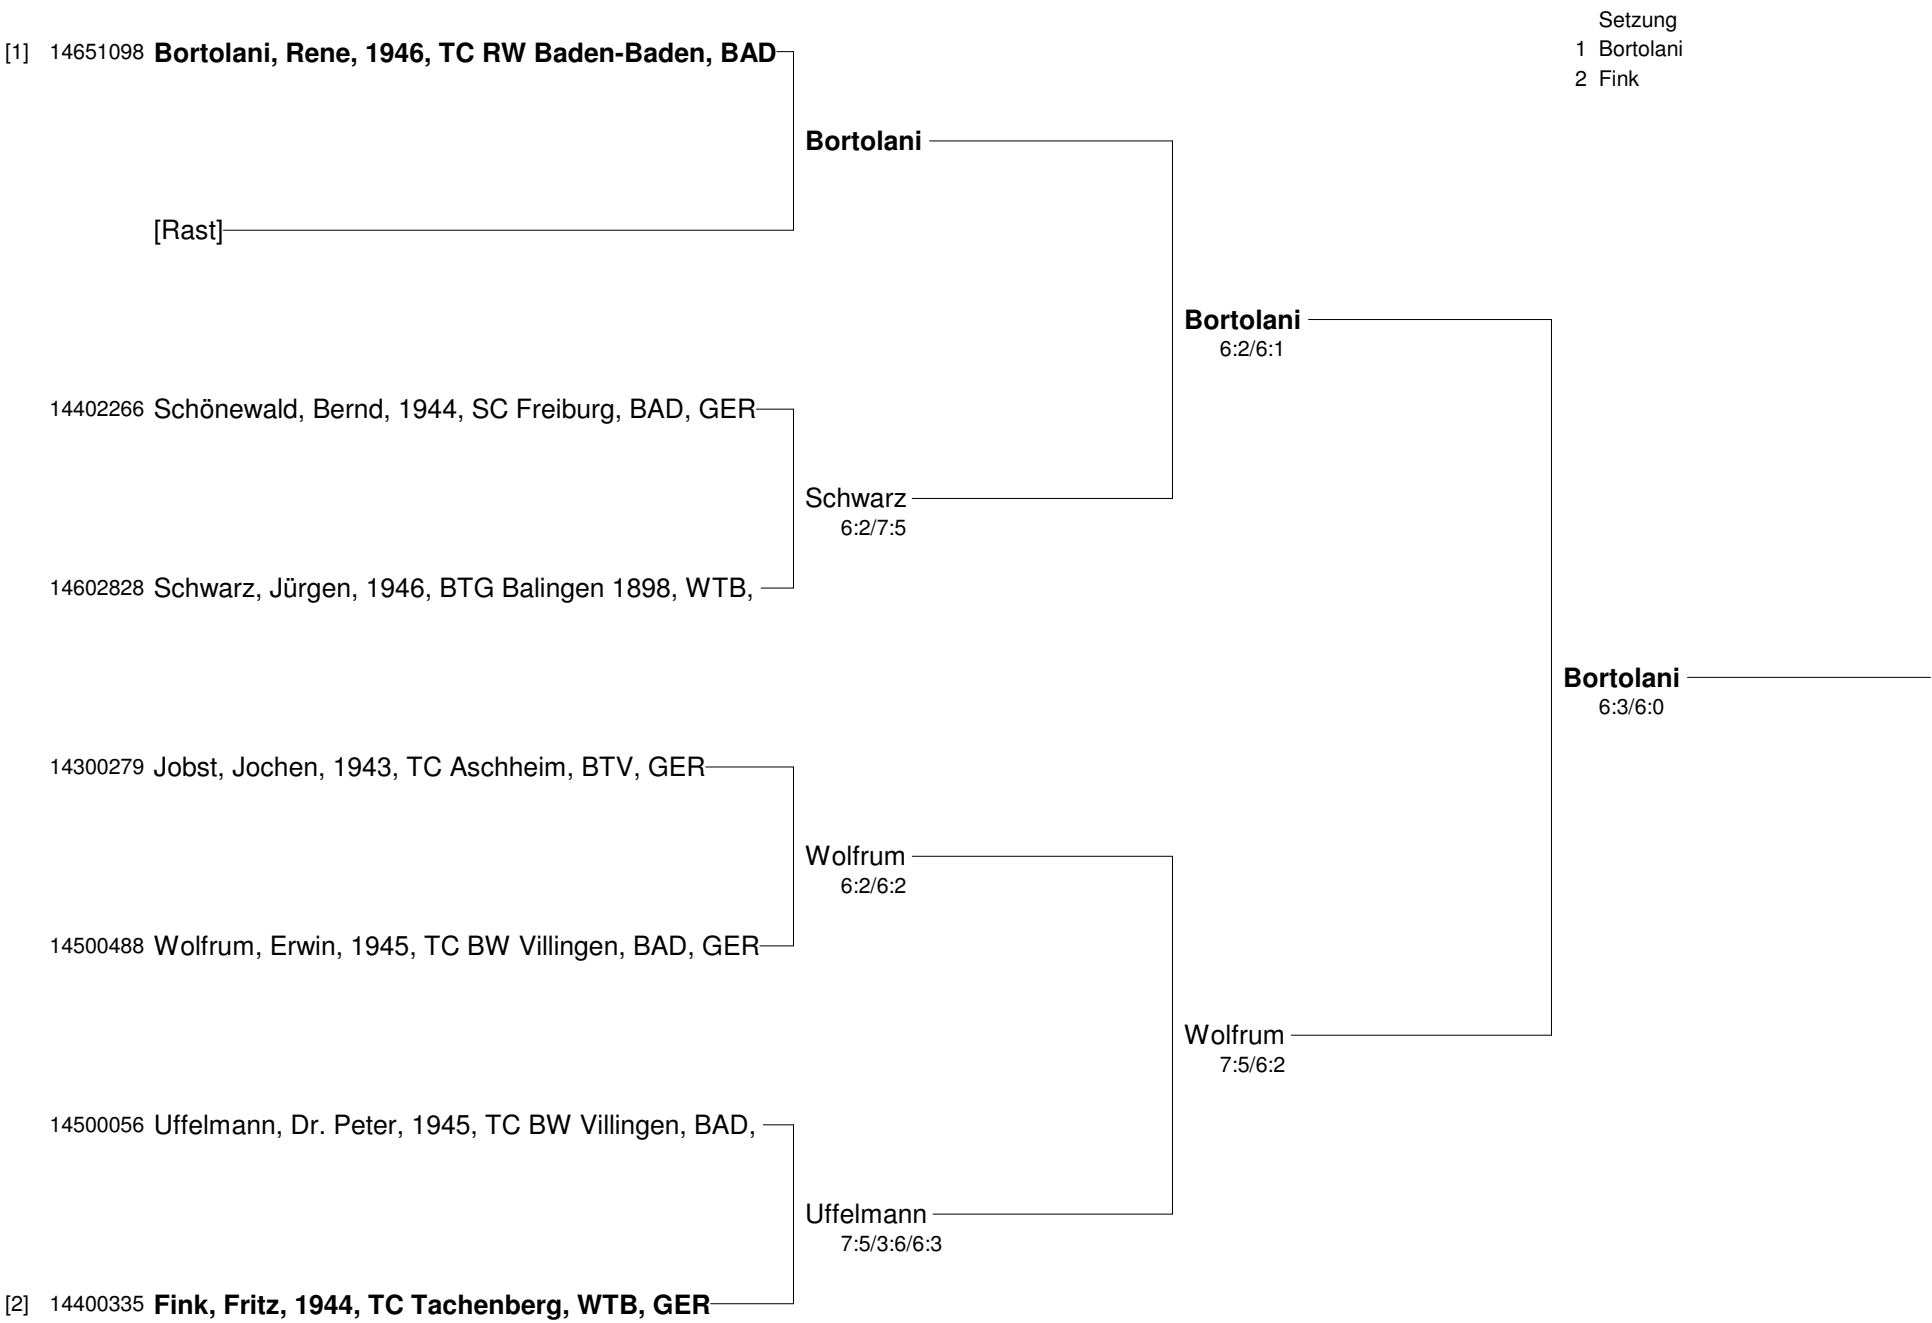 Setzung
1 Bortolani
2 Fink
[1] 14651098 Bortolani, Rene, 1946, TC RW Baden-Baden, BAD
Bortolani
[Rast]
Bortolani
6:2/6:1
14402266 Schönewald, Bernd, 1944, SC Freiburg, BAD, GER
Schwarz
6:2/7:5
14602828 Schwarz, Jürgen, 1946, BTG Balingen 1898, WTB,
Bortolani
6:3/6:0
14300279 Jobst, Jochen, 1943, TC Aschheim, BTV, GER
Wolfrum
6:2/6:2
14500488 Wolfrum, Erwin, 1945, TC BW Villingen, BAD, GER
Wolfrum
7:5/6:2
14500056 Uffelmann, Dr. Peter, 1945, TC BW Villingen, BAD,
Uffelmann
7:5/3:6/6:3
[2] 14400335 Fink, Fritz, 1944, TC Tachenberg, WTB, GER